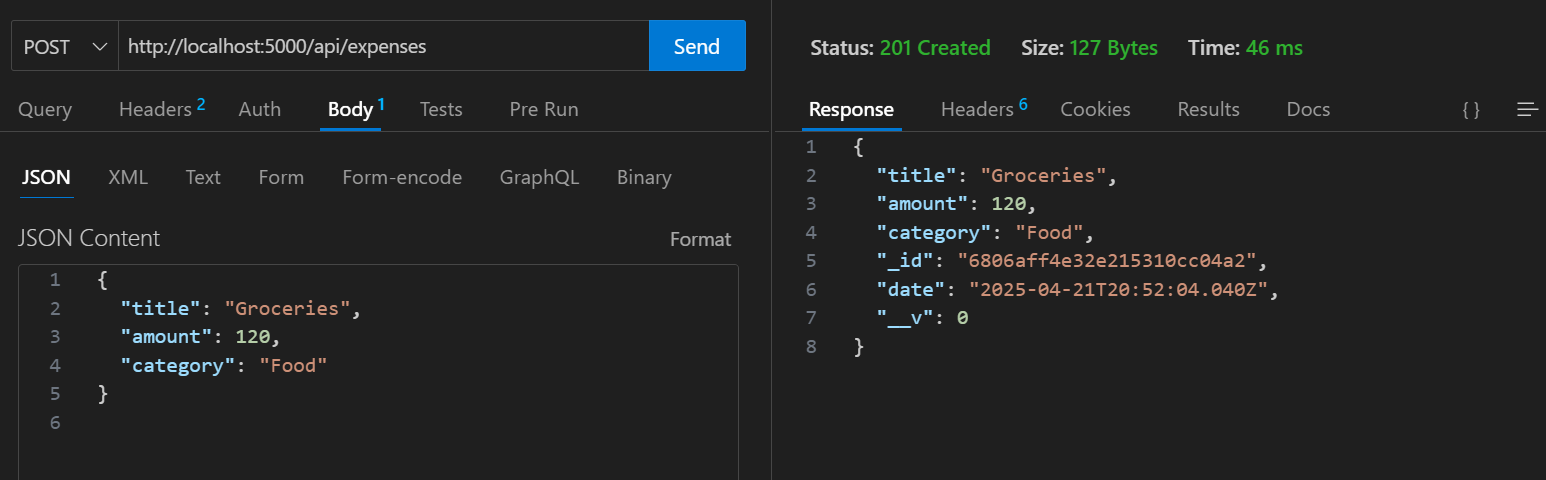 POST http://localhost:5000/api/expenses Send
Query Headers 2 Auth Body 1 Tests Pre Run
JSON XML Text Form Form-encode GraphQL Binary
JSON Content Format
1 {
2 "title": "Groceries",
3 "amount": 120,
4 "category": "Food"
5 }
6
Status: 201 Created Size: 127 Bytes Time: 46 ms
Response Headers 6 Cookies Results Docs { }
1 {
2 "title": "Groceries",
3 "amount": 120,
4 "category": "Food",
5 "_id": "6806aff4e32e215310cc04a2",
6 "date": "2025-04-21T20:52:04.040Z",
7 "__v": 0
8 }